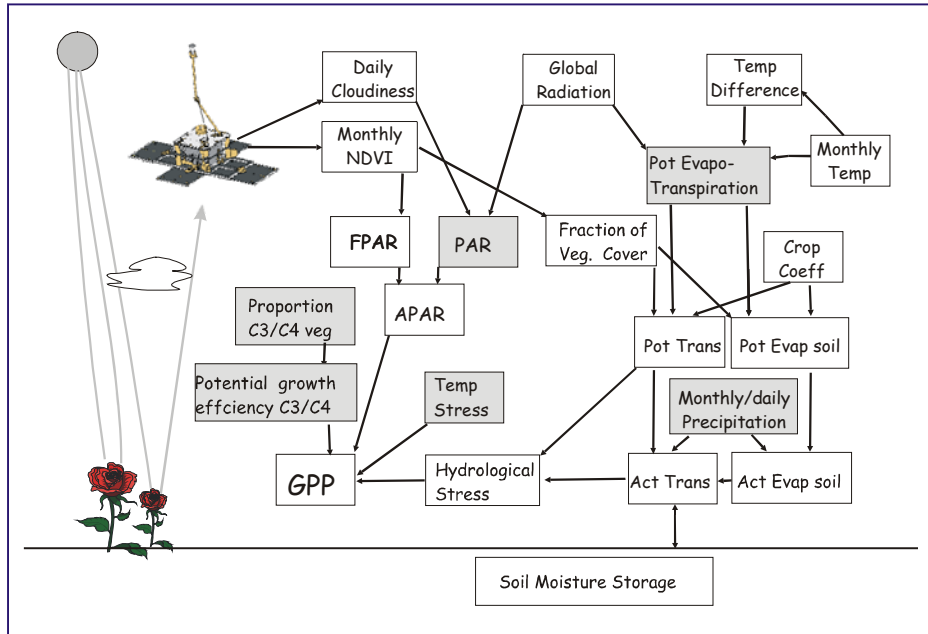 Daily
Cloudiness
Global
Radiation
Temp
Difference
Monthly
NDVI
Pot Evapo-
Transpiration
Monthly
Temp
FPAR
PAR
Fraction of
Veg. Cover
Crop
Coeff
Proportion
C3/C4 veg
APAR
Pot Trans
Pot Evap soil
Potential growth
effciency C3/C4
Temp
Stress
Monthly/daily
Precipitation
GPP
Hydrological
Stress
Act Trans
Act Evap soil
Soil Moisture Storage